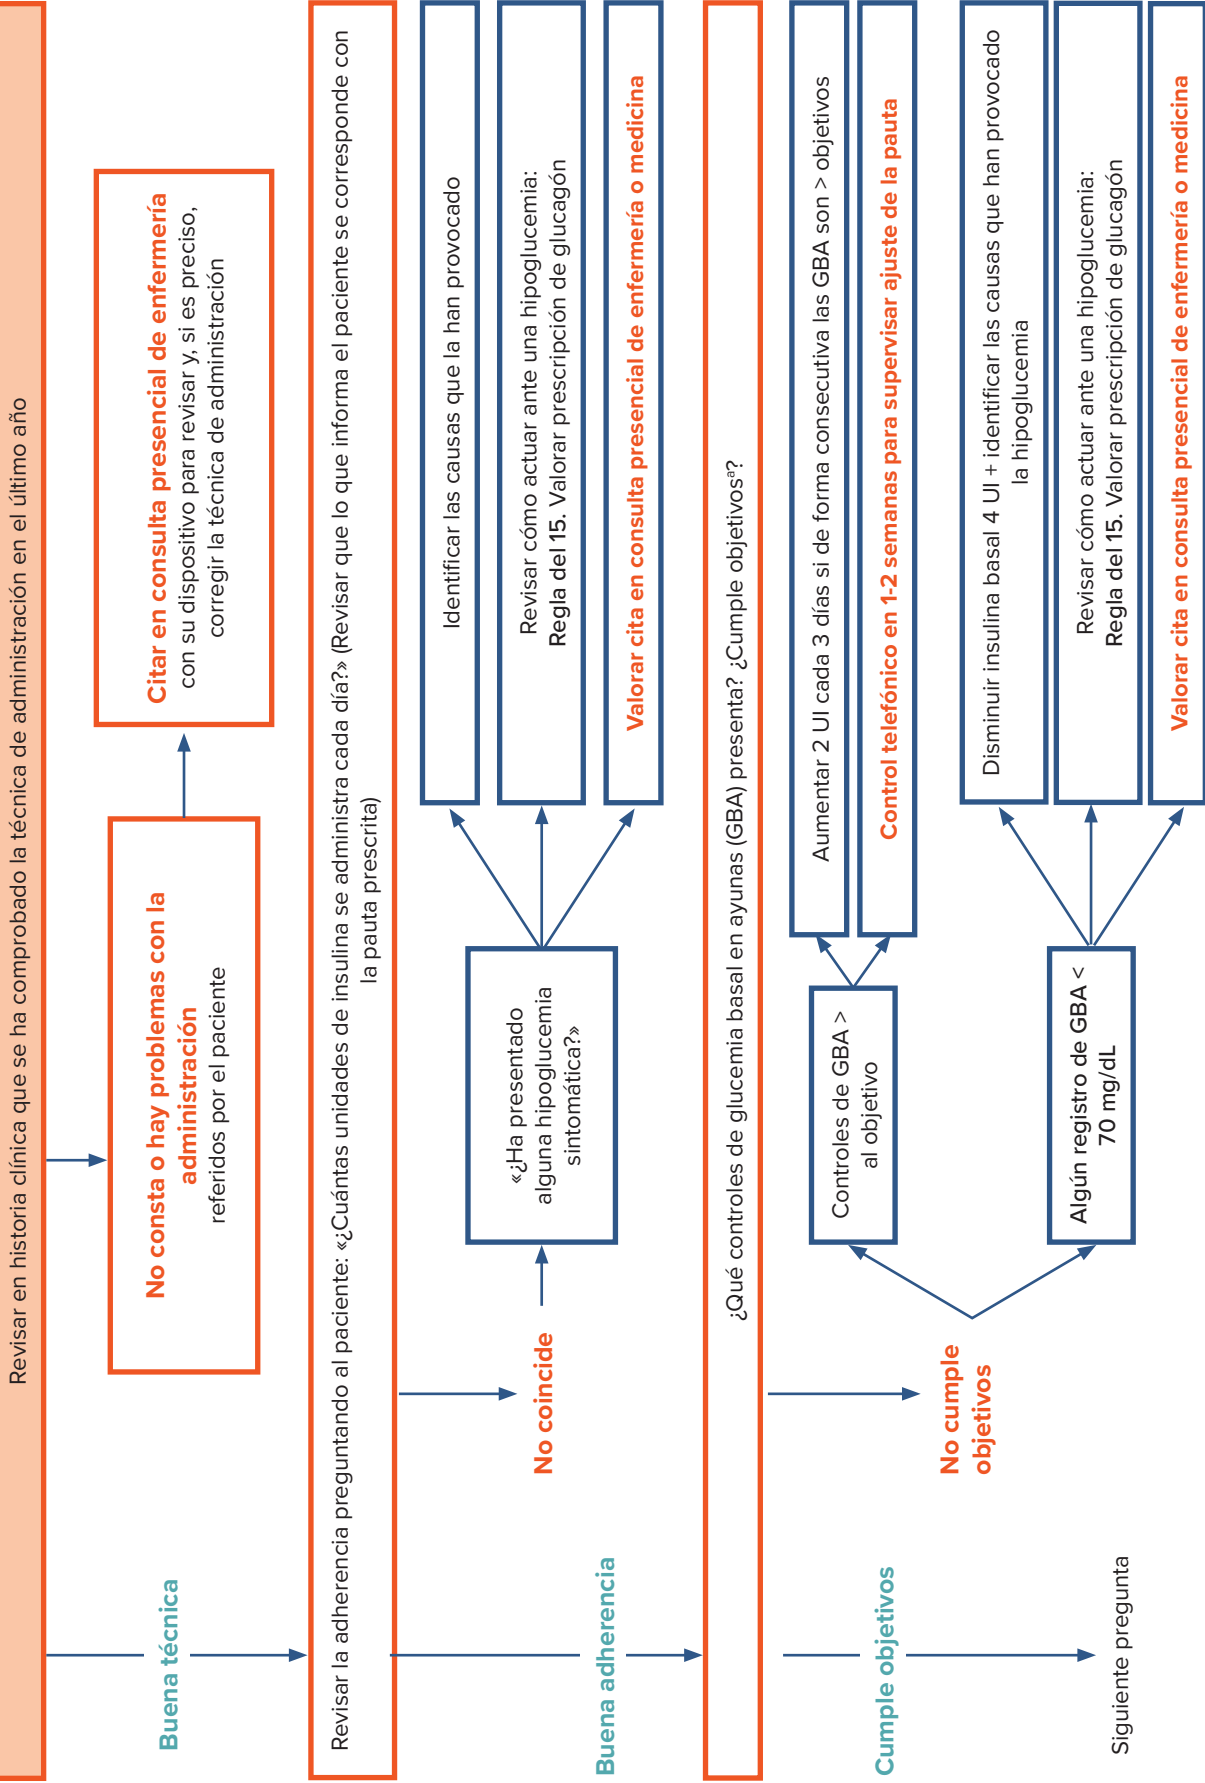 Revisar en historia clínica que se ha comprobado la técnica de administración en el último año
Buena técnica
No consta o hay problemas con la
administración
referidos por el paciente
Citar en consulta presencial de enfermería
con su dispositivo para revisar y, si es preciso,
corregir la técnica de administración
Revisar la adherencia preguntando al paciente: «¿Cuántas unidades de insulina se administra cada día?» (Revisar que lo que informa el paciente se corresponde con
la pauta prescrita)
Buena adherencia
No coincide
«¿Ha presentado
alguna hipoglucemia
sintomática?»
Identificar las causas que la han provocado
Revisar cómo actuar ante una hipoglucemia:
Regla del 15. Valorar prescripción de glucagón
Valorar cita en consulta presencial de enfermería o medicina
¿Qué controles de glucemia basal en ayunas (GBA) presenta? ¿Cumple objetivosª?
Cumple objetivos
Siguiente pregunta
No cumple
objetivos
Controles de GBA >
al objetivo
Aumentar 2 UI cada 3 días si de forma consecutiva las GBA son > objetivos
Control telefónico en 1-2 semanas para supervisar ajuste de la pauta
Algún registro de GBA <
70 mg/dL
Disminuir insulina basal 4 UI + identificar las causas que han provocado
la hipoglucemia
Revisar cómo actuar ante una hipoglucemia:
Regla del 15. Valorar prescripción de glucagón
Valorar cita en consulta presencial de enfermería o medicina